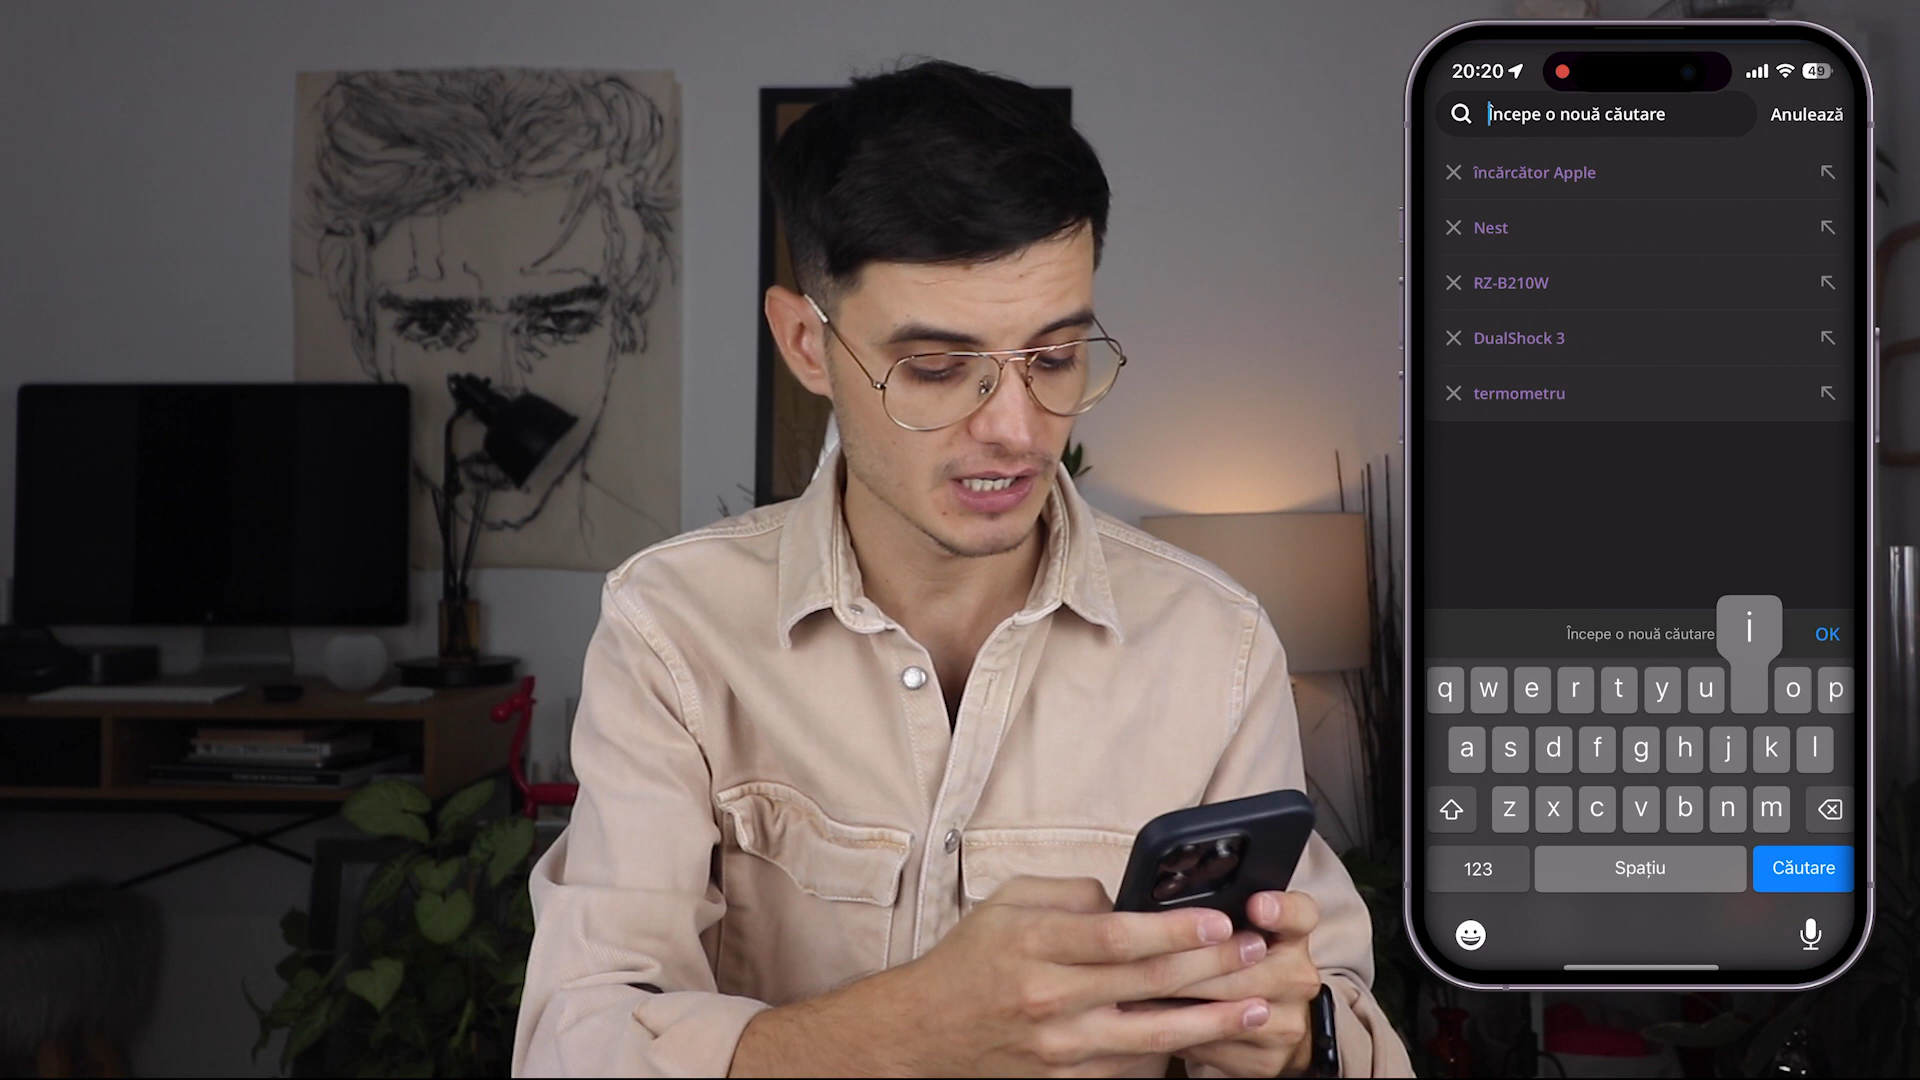 20:20
49
Începe o nouă căutare
Anulează
încărcător Apple
Nest
RZ-B210W
DualShock 3
termometru
Începe o nouă căutare
i
OK
q w e r t y u o p
a s d f g h j k l
z x c v b n m
123
Spațiu
Căutare